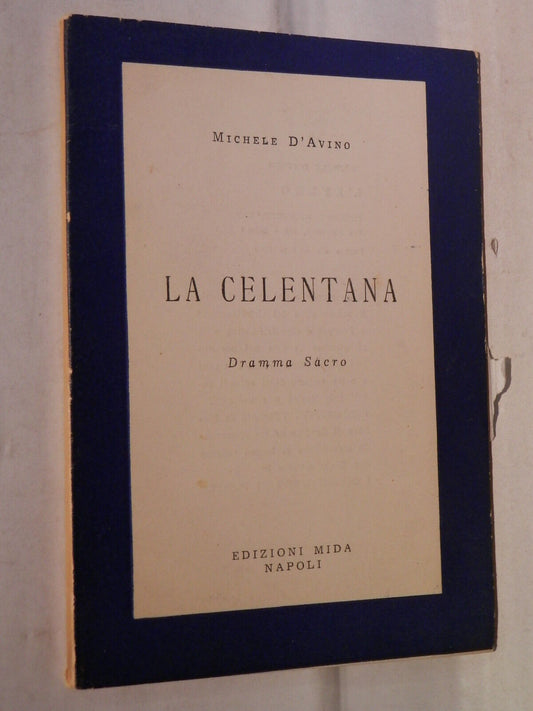 Michele D'Avino
LA CELENTANA
Dramma Sacro
EDIZIONI MIDA
NAPOLI